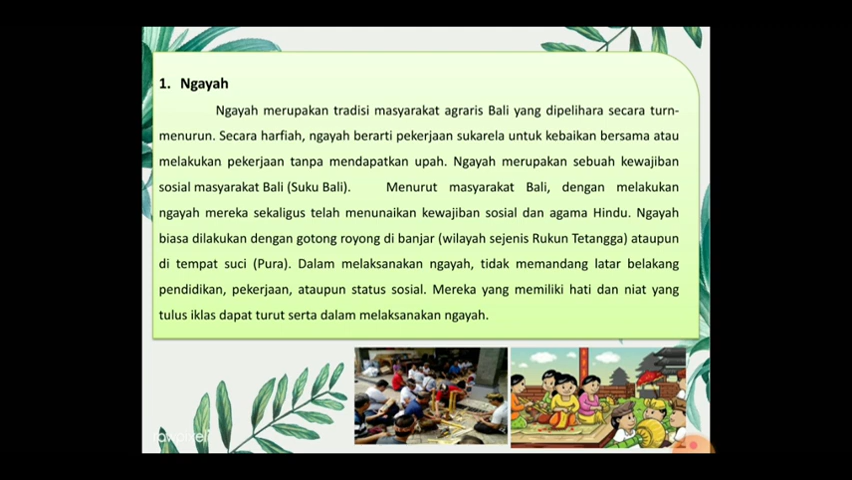 1. Ngayah
Ngayah merupakan tradisi masyarakat agraris Bali yang dipelihara secara turn-
menurun. Secara harfiah, ngayah berarti pekerjaan sukarela untuk kebaikan bersama atau
melakukan pekerjaan tanpa mendapatkan upah. Ngayah merupakan sebuah kewajiban
sosial masyarakat Bali (Suku Bali). Menurut masyarakat Bali, dengan melakukan
ngayah mereka sekaligus telah menunaikan kewajiban sosial dan agama Hindu. Ngayah
biasa dilakukan dengan gotong royong di banjar (wilayah sejenis Rukun Tetangga) ataupun
di tempat suci (Pura). Dalam melaksanakan ngayah, tidak memandang latar belakang
pendidikan, pekerjaan, ataupun status sosial. Mereka yang memiliki hati dan niat yang
tulus iklas dapat turut serta dalam melaksanakan ngayah.